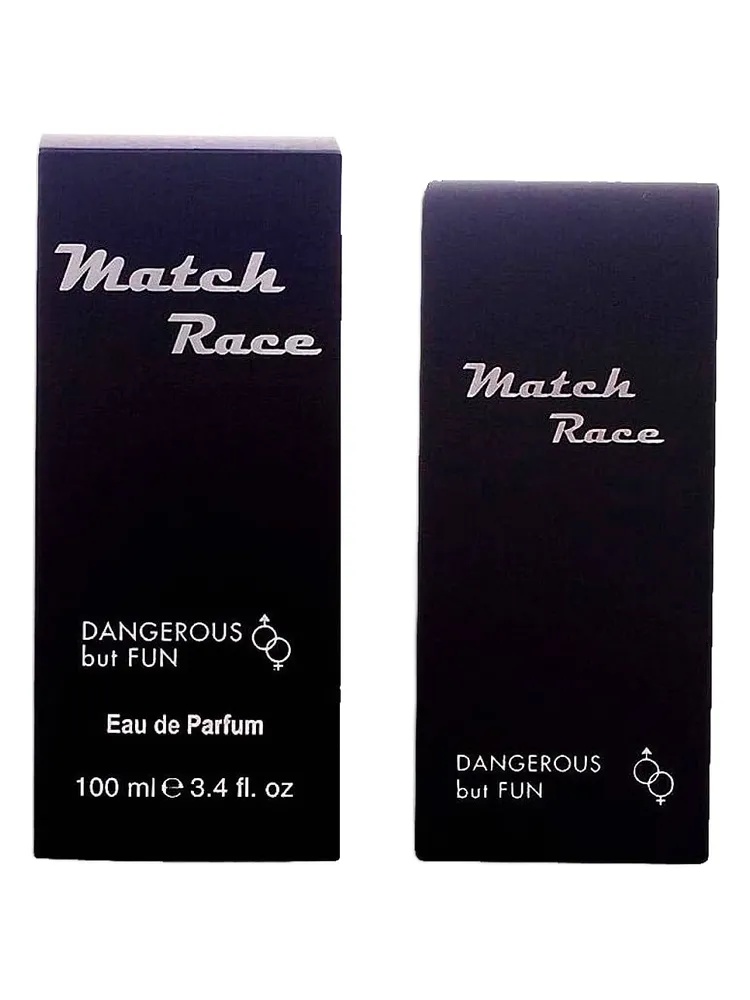 Match
Race
DANGEROUS
but FUN
Eau de Parfum
100 ml ℮ 3.4 fl. oz
Match
Race
DANGEROUS
but FUN